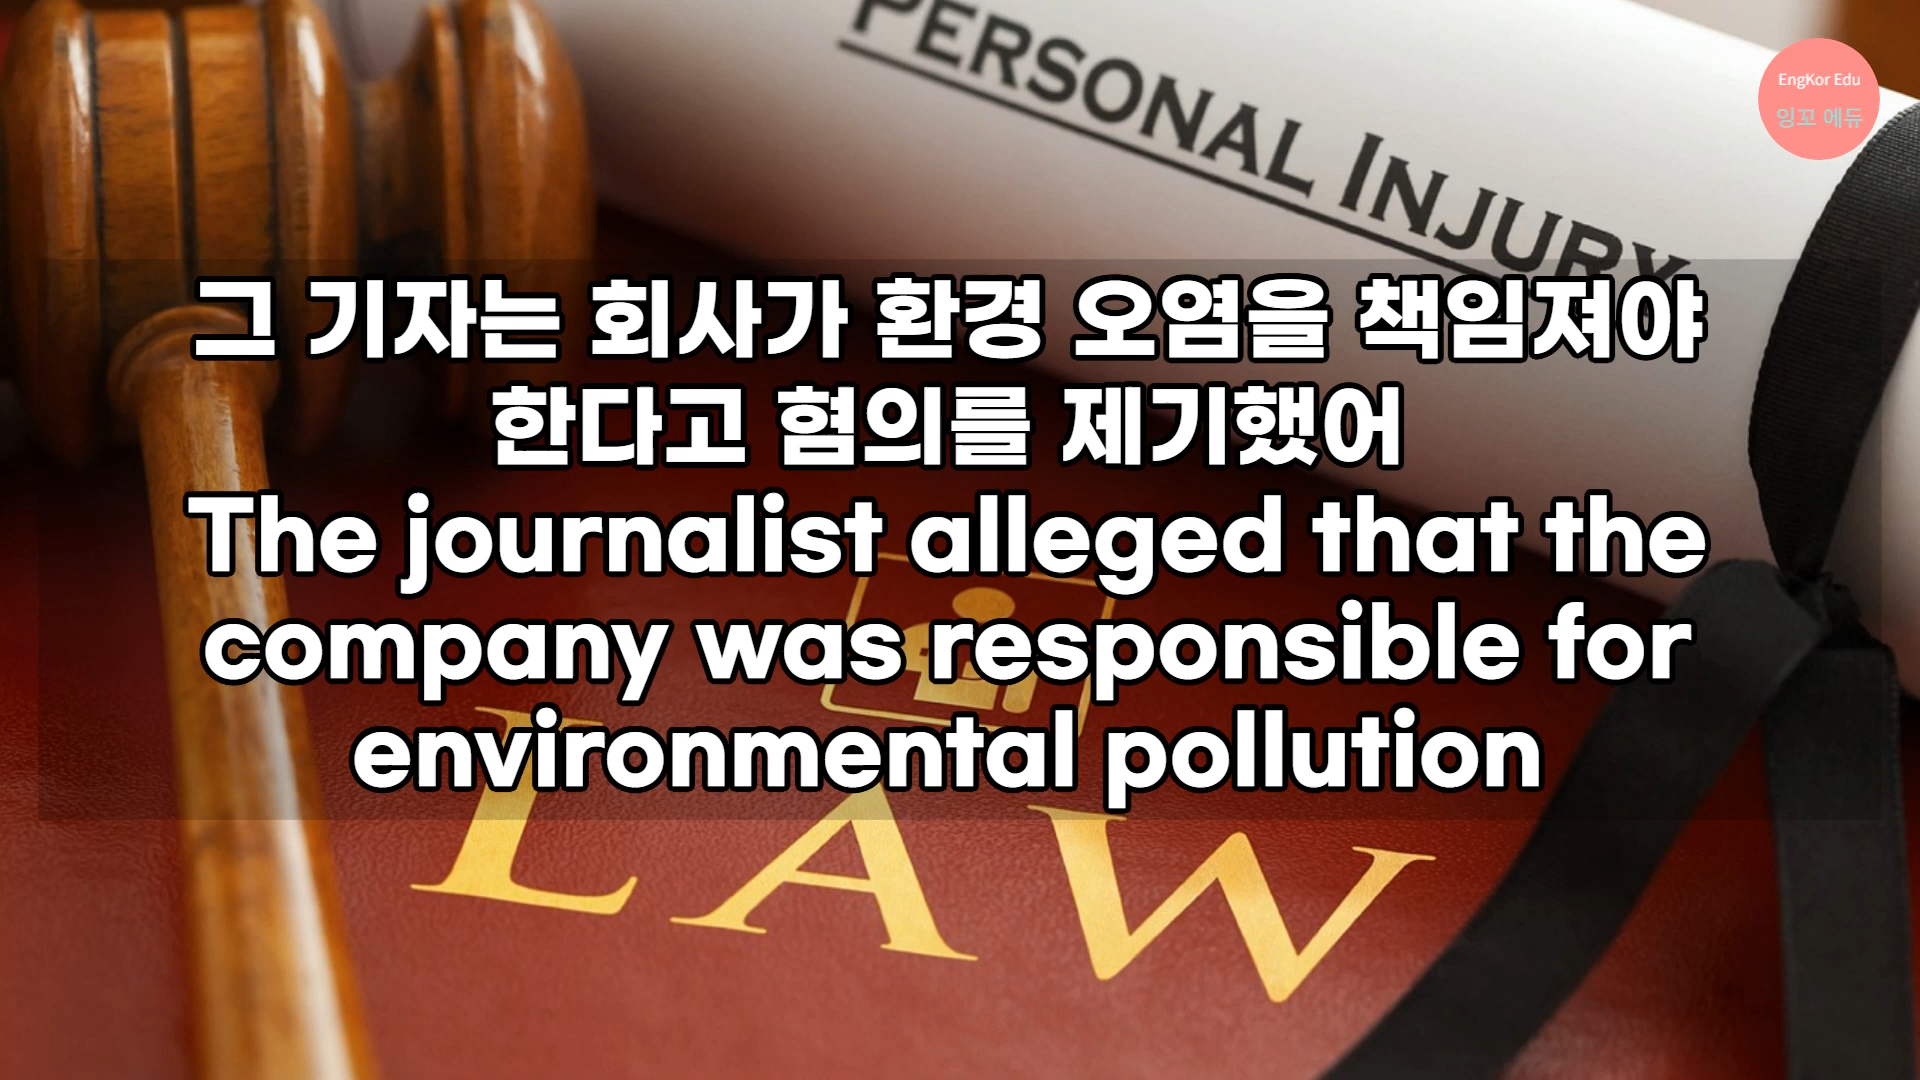 PERSONAL INJURY
EngKor Edu
잉꼬 에듀
그 기자는 회사가 환경 오염을 책임져야
한다고 혐의를 제기했어
The journalist alleged that the
company was responsible for
environmental pollution
LAW